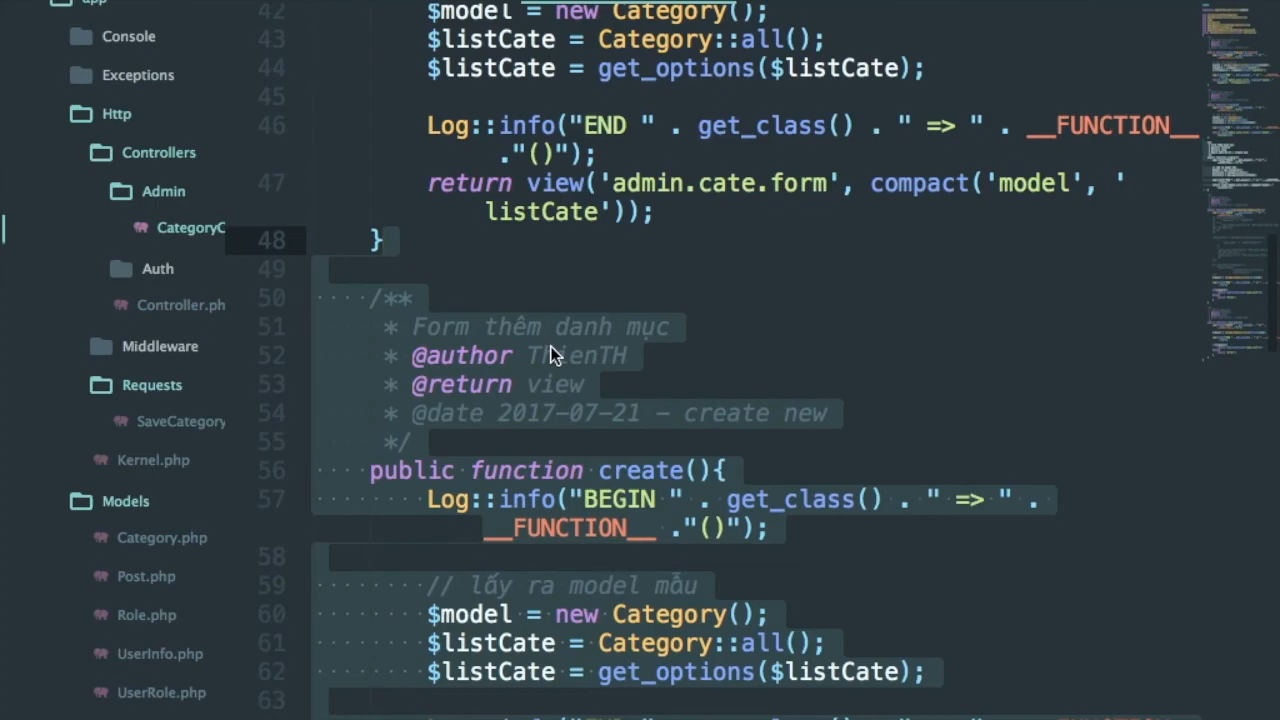 app
Console
Exceptions
Http
Controllers
Admin
CategoryC
Auth
Controller.ph
Middleware
Requests
SaveCategory
Kernel.php
Models
Category.php
Post.php
Role.php
UserInfo.php
UserRole.php
42 $model = new Category();
43 $listCate = Category::all();
44 $listCate = get_options($listCate);
45
46 Log::info("END " . get_class() . " => " . __FUNCTION__
."()");
47 return view('admin.cate.form', compact('model', '
listCate'));
48 }
49
50 /**
51 * Form thêm danh mục
52 * @author ThienTH
53 * @return view
54 * @date 2017-07-21 - create new
55 */
56 public function create(){
57 Log::info("BEGIN " . get_class() . " => " .
__FUNCTION__ ."()");
58
59 // lấy ra model mẫu
60 $model = new Category();
61 $listCate = Category::all();
62 $listCate = get_options($listCate);
63